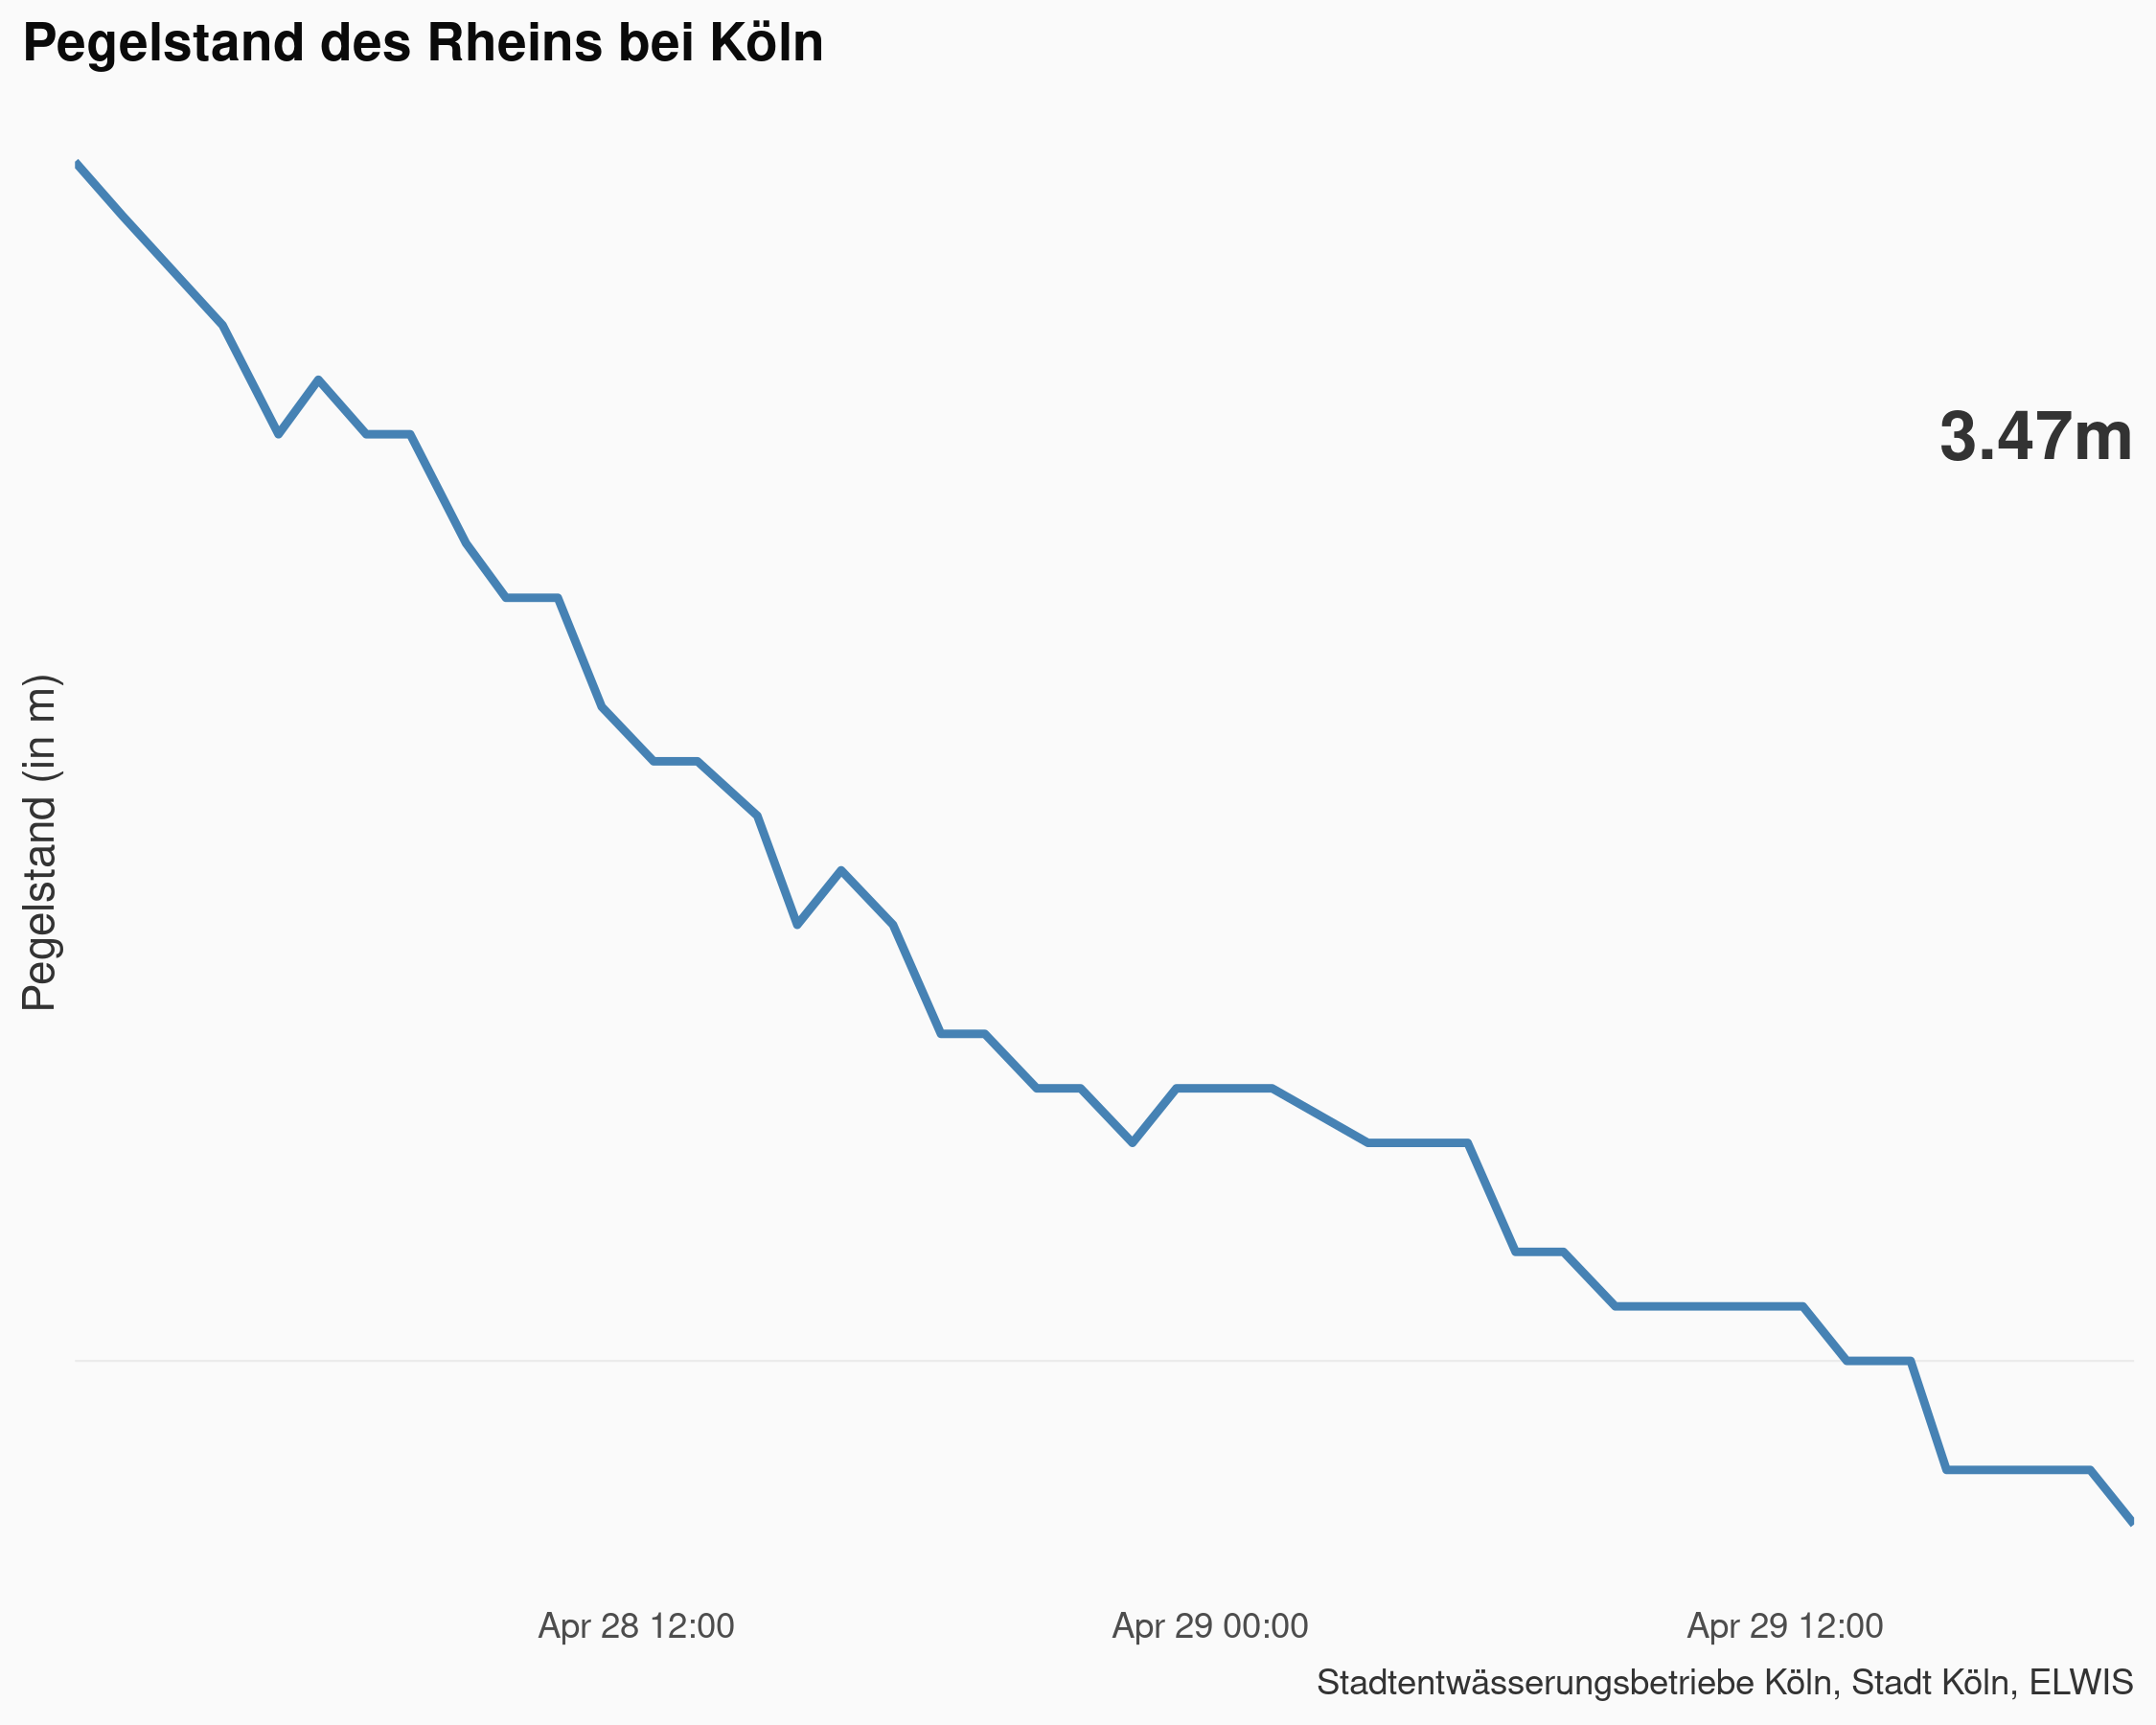 Pegelstand des Rheins bei Köln
3.47m
Pegelstand (in m)
Apr 28 12:00
Apr 29 00:00
Apr 29 12:00
Stadtentwässerungsbetriebe Köln, Stadt Köln, ELWIS